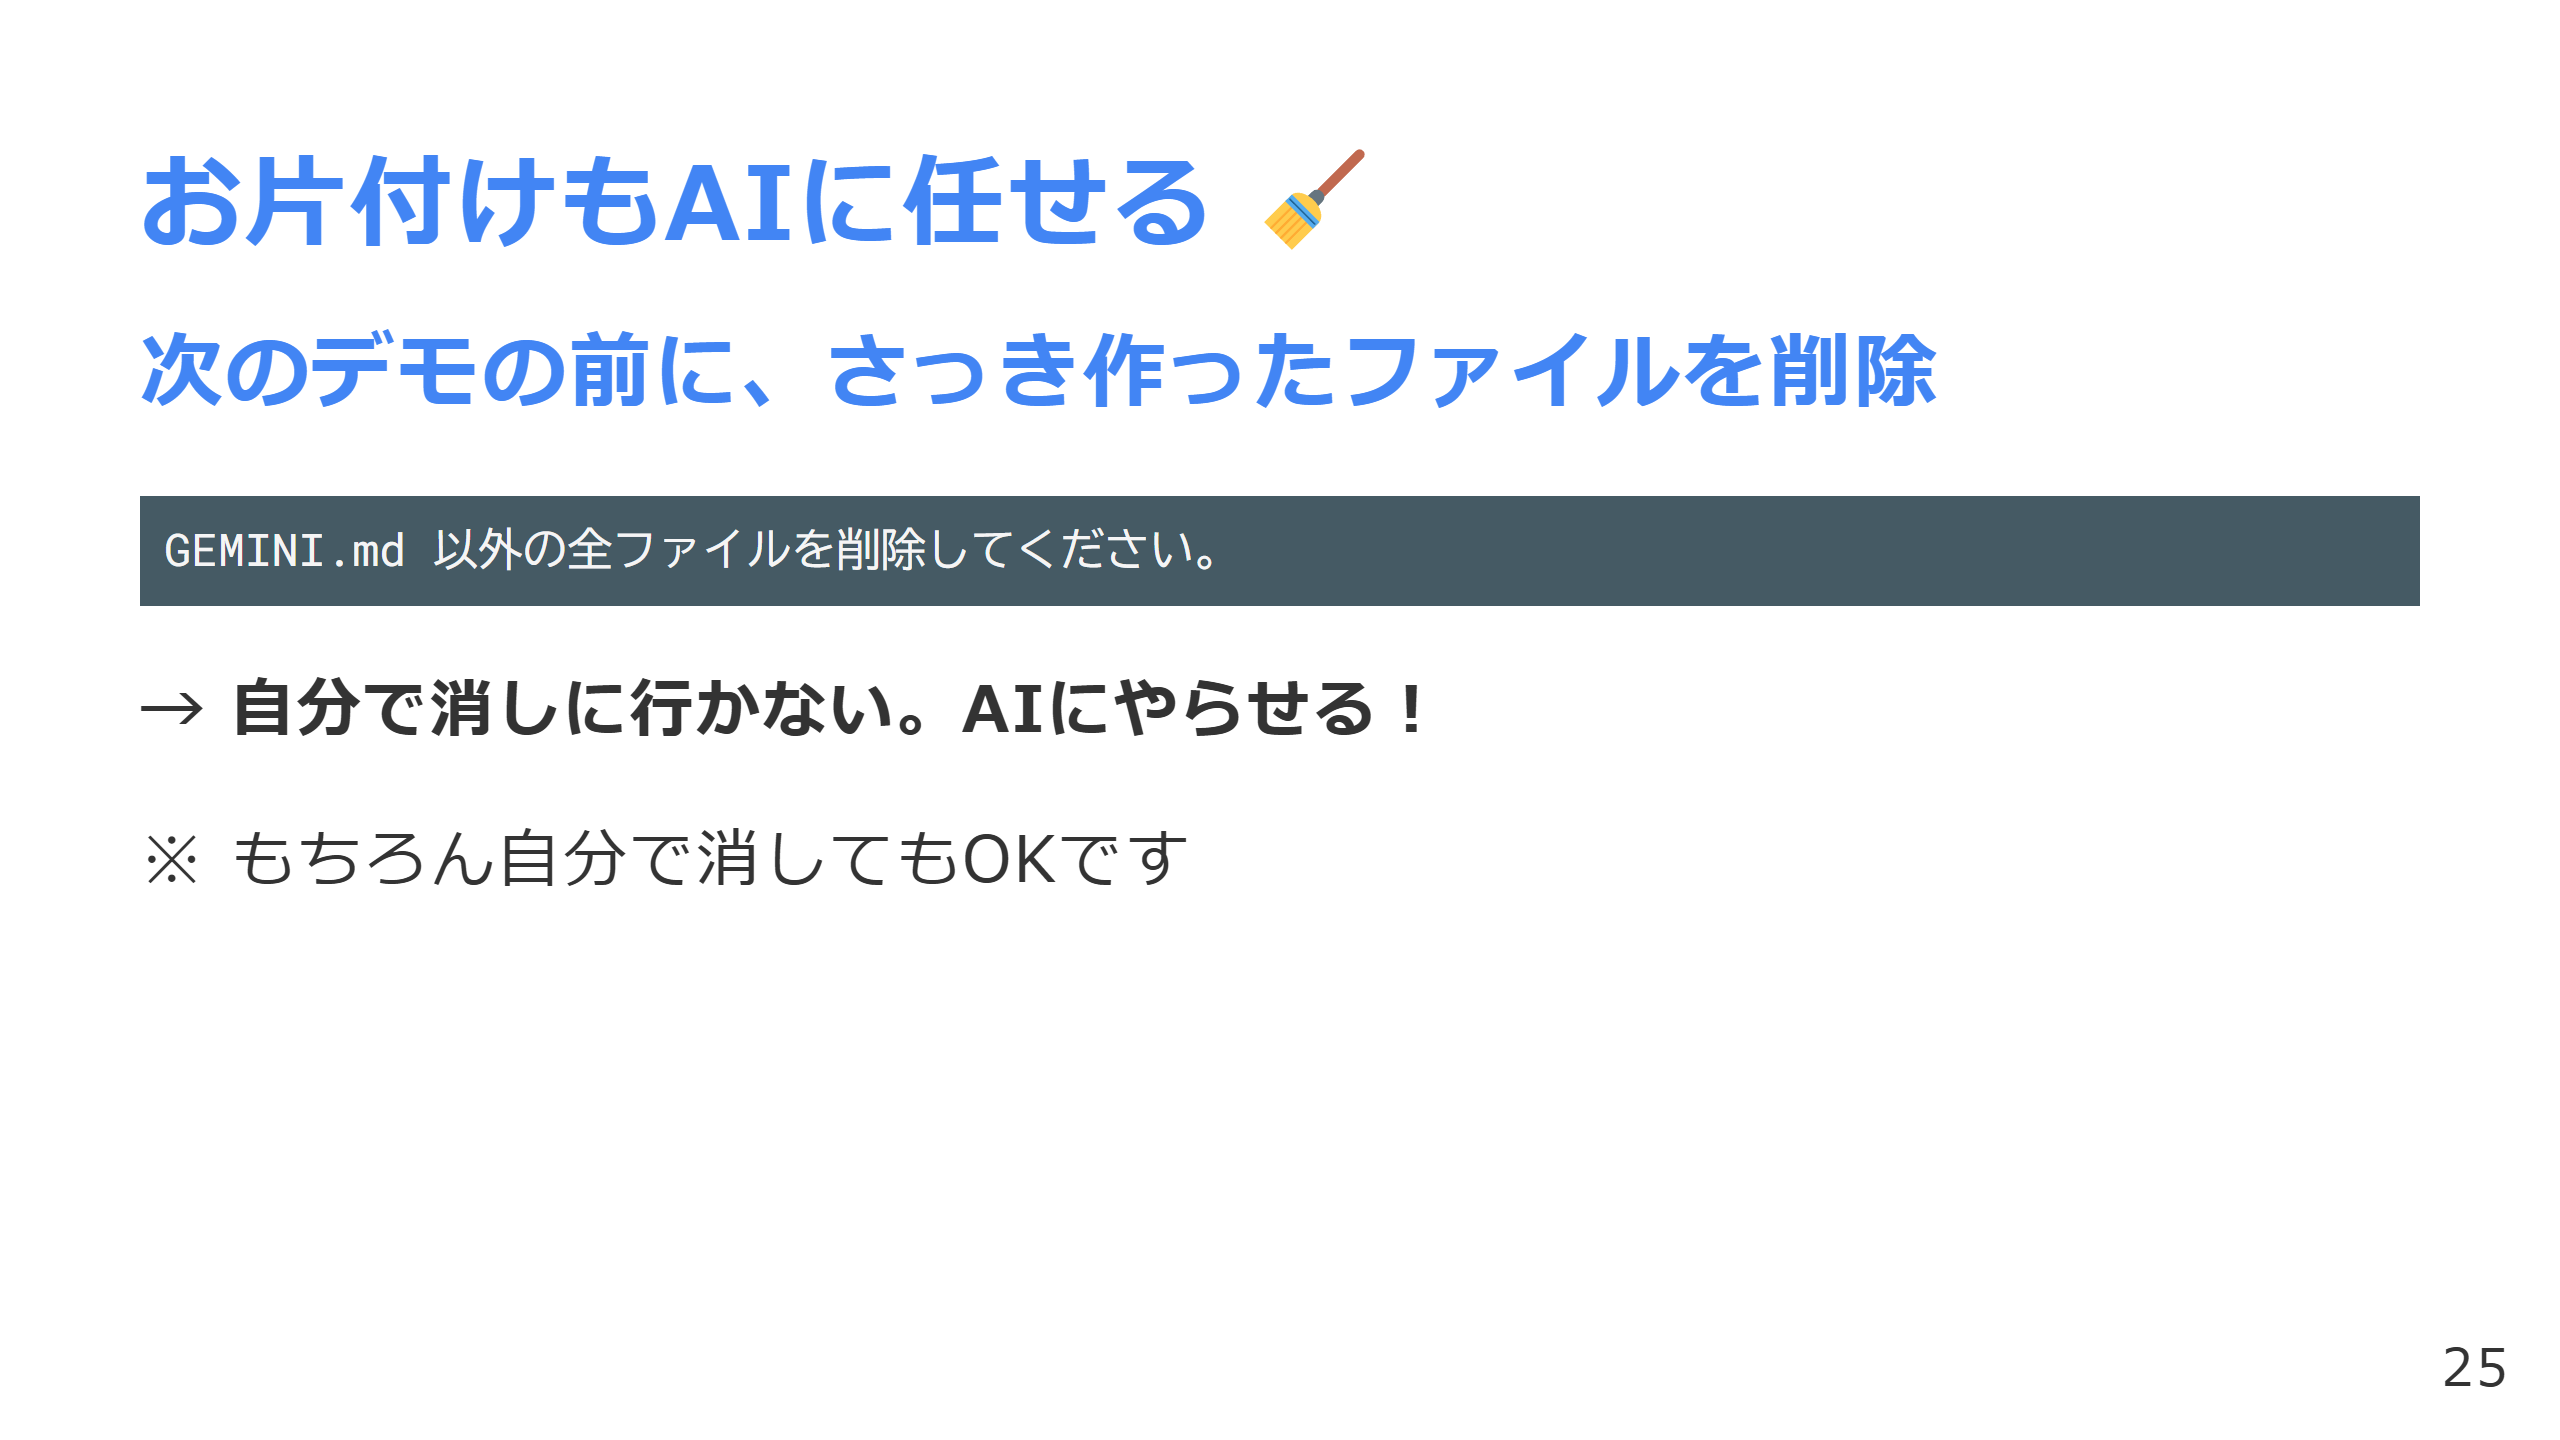 お片付けもAIに任せる 🧹
次のデモの前に、さっき作ったファイルを削除
GEMINI.md 以外の全ファイルを削除してください。
→ 自分で消しに行かない。AIにやらせる！
※ もちろん自分で消してもOKです
25